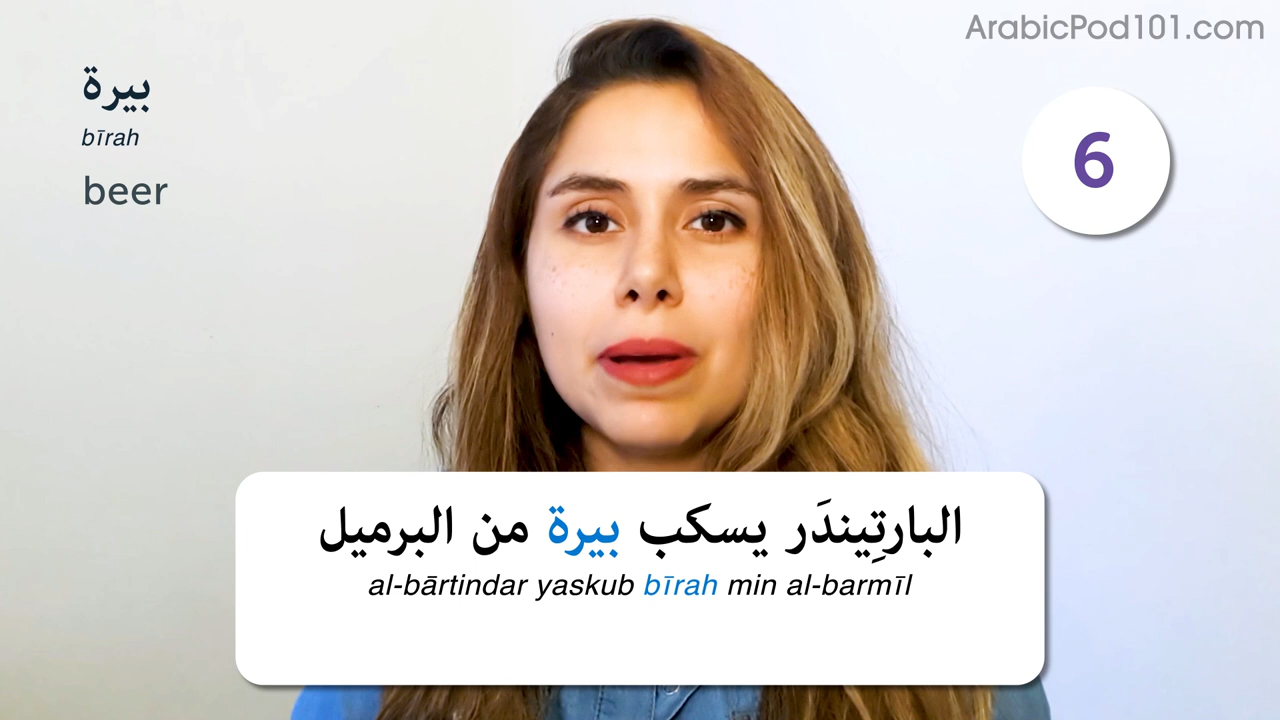 ArabicPod101.com
بيرة
bīrah
beer
6
البارتِيندَر يسكب بيرة من البرميل
al-bārtindar yaskub bīrah min al-barmīl